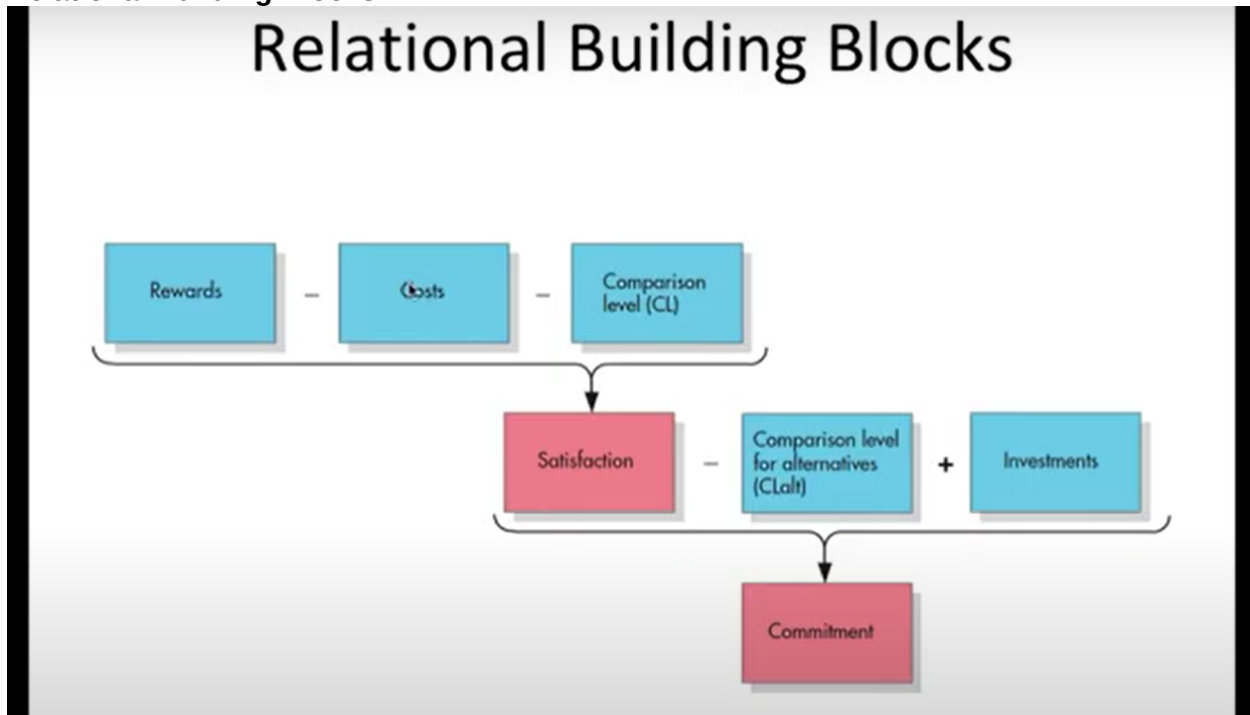 Relational Building Blocks
Rewards
–
Costs
–
Comparison
level (CL)
Satisfaction
–
Comparison level
for alternatives
(CLalt)
+
Investments
Commitment